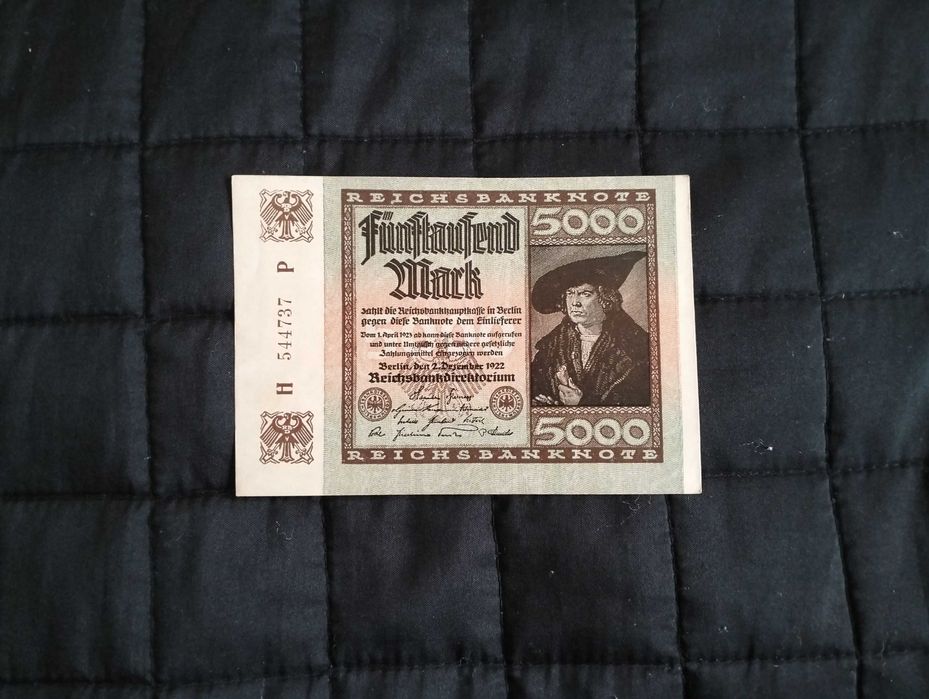 H 544737 P
REICHSBANKNOTE
Fünftausend
Mark
zahlt die Reichsbankhauptkasse in Berlin
gegen diese Banknote dem Einlieferer
Vom 1. April 1923 ab kann diese Banknote aufgerufen
und unter Umtausch gegen andere gesetzliche
Zahlungsmittel eingezogen werden
Berlin, den 2. Dezember 1922
Reichsbankdirektorium
5000
5000
REICHSBANKNOTE